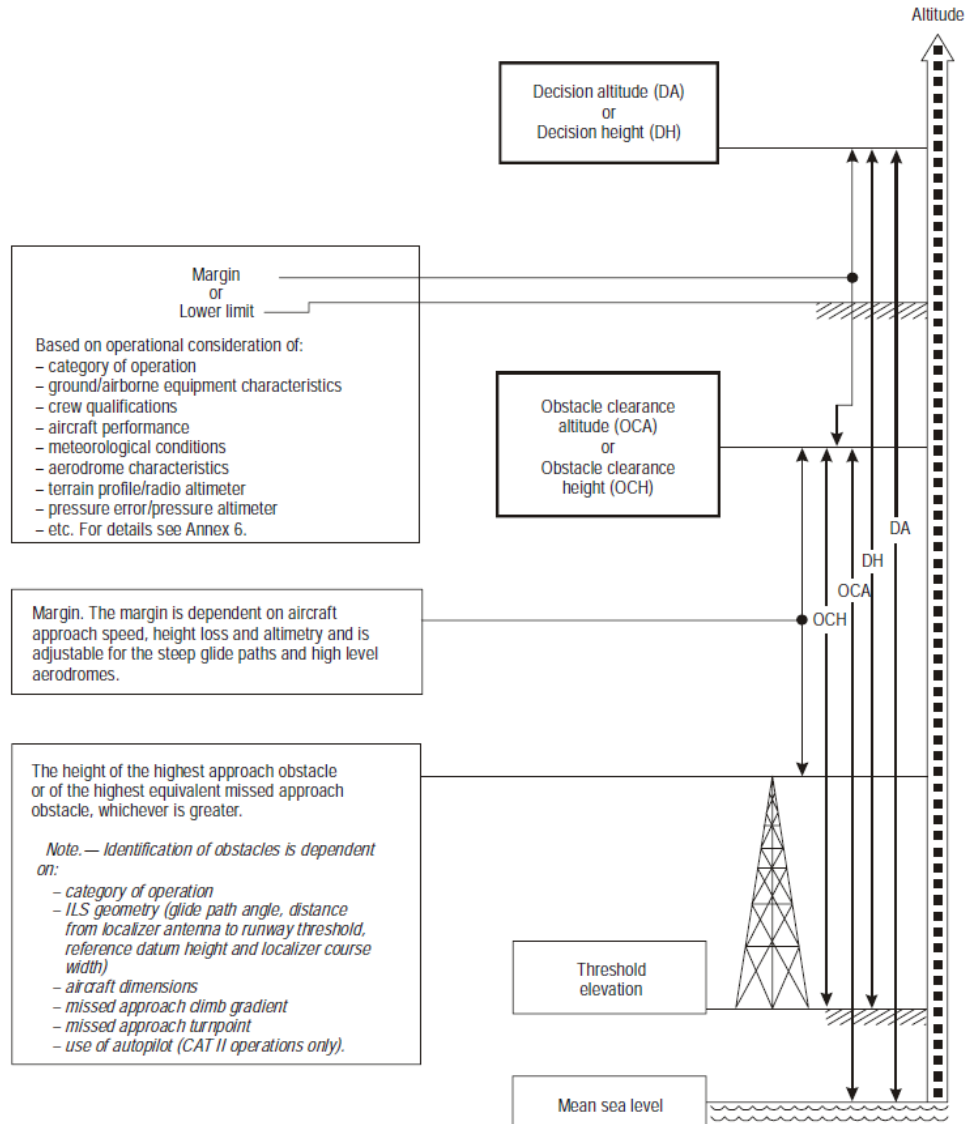 Altitude
Decision altitude (DA)
or
Decision height (DH)
Margin
or
Lower limit
Based on operational consideration of:
– category of operation
– ground/airborne equipment characteristics
– crew qualifications
– aircraft performance
– meteorological conditions
– aerodrome characteristics
– terrain profile/radio altimeter
– pressure error/pressure altimeter
– etc. For details see Annex 6.
Obstacle clearance
altitude (OCA)
or
Obstacle clearance
height (OCH)
DA
DH
OCA
OCH
Margin. The margin is dependent on aircraft
approach speed, height loss and altimetry and is
adjustable for the steep glide paths and high level
aerodromes.
The height of the highest approach obstacle
or of the highest equivalent missed approach
obstacle, whichever is greater.
Note.— Identification of obstacles is dependent
on:
– category of operation
– ILS geometry (glide path angle, distance
from localizer antenna to runway threshold,
reference datum height and localizer course
width)
– aircraft dimensions
– missed approach climb gradient
– missed approach turnpoint
– use of autopilot (CAT II operations only).
Threshold
elevation
Mean sea level